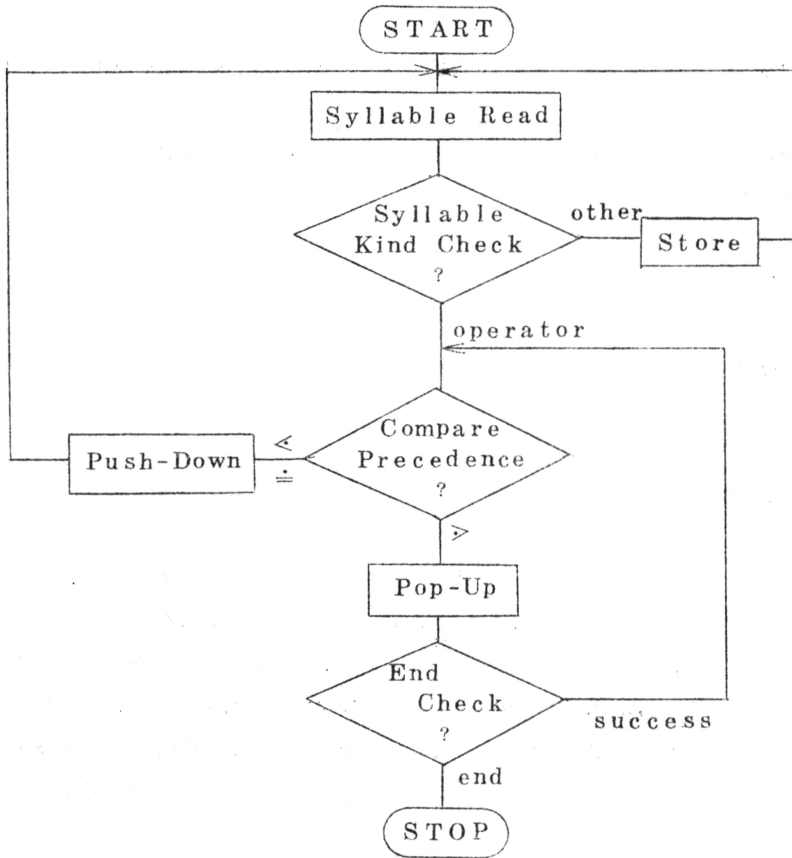 START
Syllable Read
Syllable
Kind Check
?
other
Store
operator
Compare
Precedence
?
Push-Down
⋖
≐
⋗
Pop-Up
End
Check
?
success
end
STOP